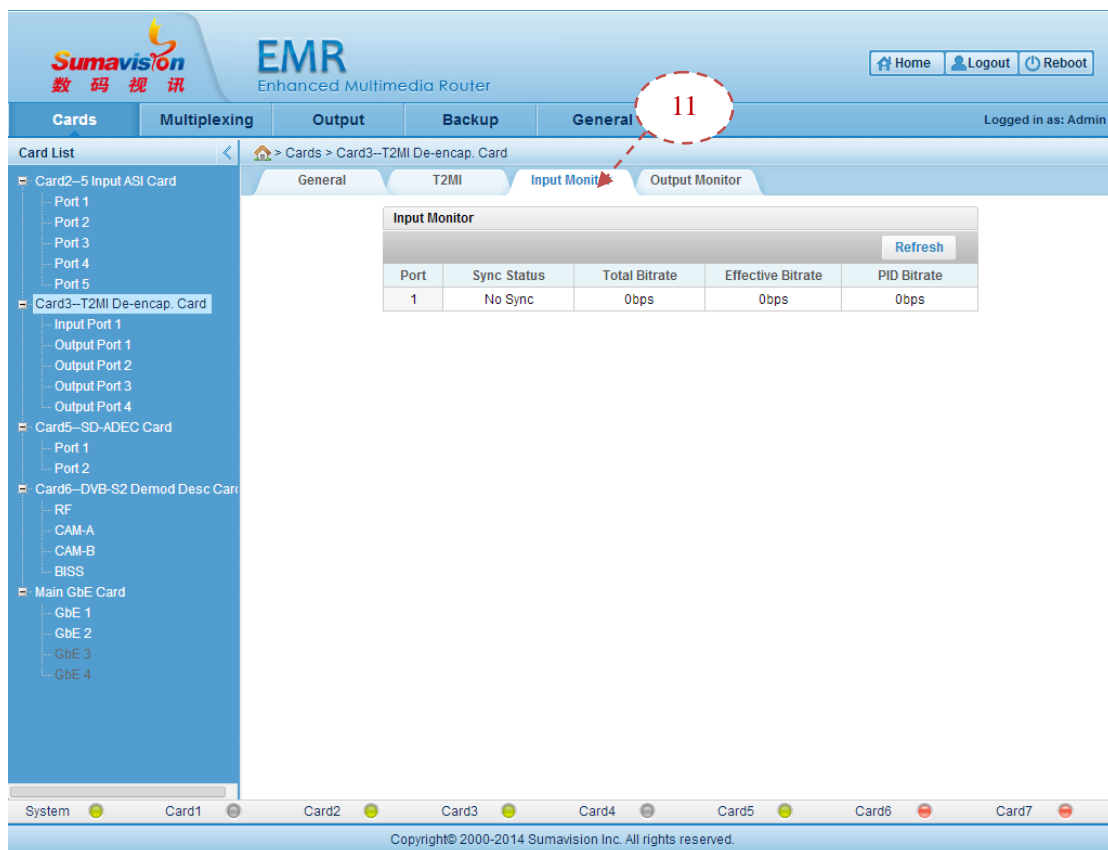 Sumavision
数 码 视 讯
EMR
Enhanced Multimedia Router
Home Logout Reboot
11
Cards Multiplexing Output Backup General Logged in as: Admin
Card List
> Cards > Card3--T2MI De-encap. Card
General T2MI Input Monitor Output Monitor
Card2--5 Input ASI Card
Port 1
Port 2
Port 3
Port 4
Port 5
Card3--T2MI De-encap. Card
Input Port 1
Output Port 1
Output Port 2
Output Port 3
Output Port 4
Card5--SD-ADEC Card
Port 1
Port 2
Card6--DVB-S2 Demod Desc Card
RF
CAM-A
CAM-B
BISS
Main GbE Card
GbE 1
GbE 2
GbE 3
GbE 4
Input Monitor
Refresh
Port Sync Status Total Bitrate Effective Bitrate PID Bitrate
1 No Sync 0bps 0bps 0bps
System Card1 Card2 Card3 Card4 Card5 Card6 Card7
Copyright© 2000-2014 Sumavision Inc. All rights reserved.